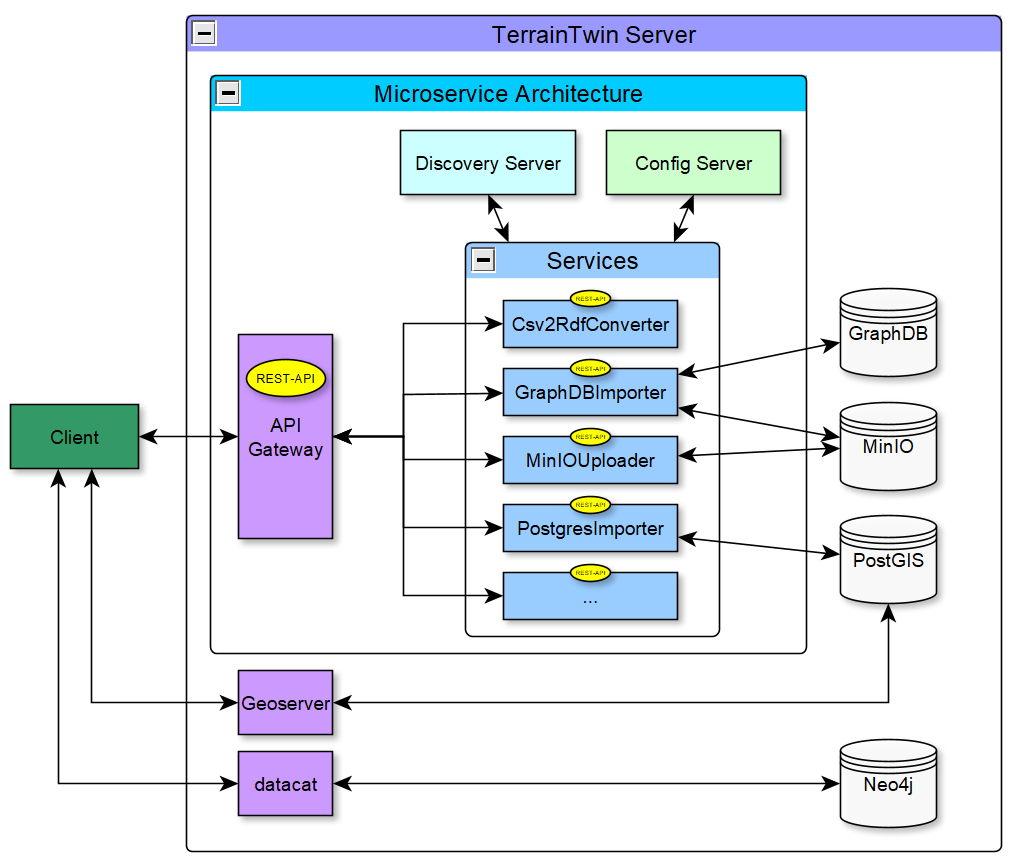 TerrainTwin Server
Microservice Architecture
Discovery Server
Config Server
Services
REST-API
Csv2RdfConverter
REST-API
GraphDBImporter
REST-API
MinIOUploader
REST-API
PostgresImporter
REST-API
...
REST-API
API
Gateway
Client
GraphDB
MinIO
PostGIS
Geoserver
datacat
Neo4j